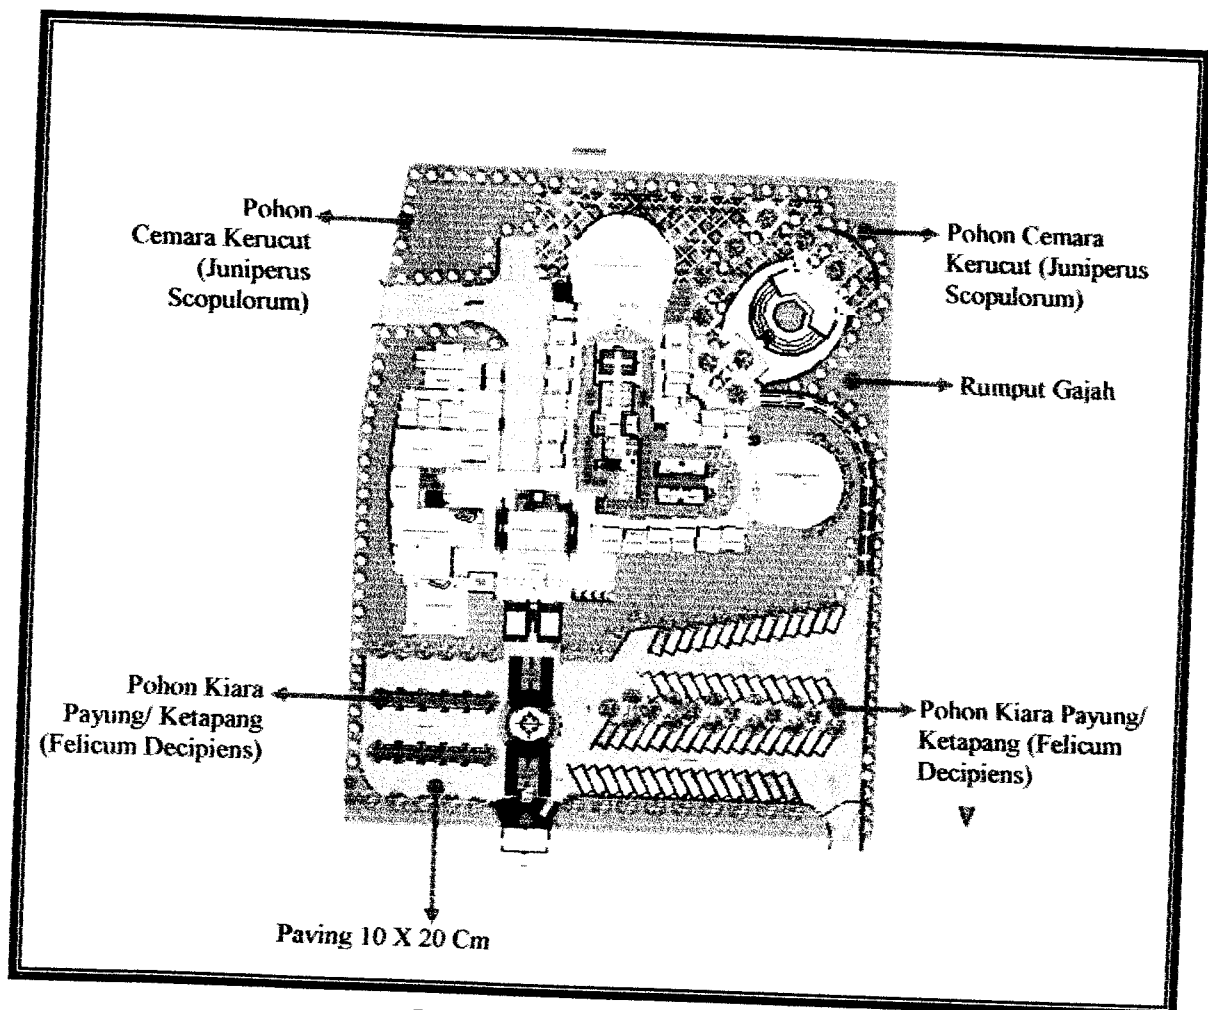 Pohon
Cemara Kerucut
(Juniperus
Scopulorum)
Pohon Cemara
Kerucut (Juniperus
Scopulorum)
Rumput Gajah
Pohon Kiara
Payung/ Ketapang
(Felicum Decipiens)
Pohon Kiara Payung/
Ketapang (Felicum
Decipiens)
Paving 10 X 20 Cm